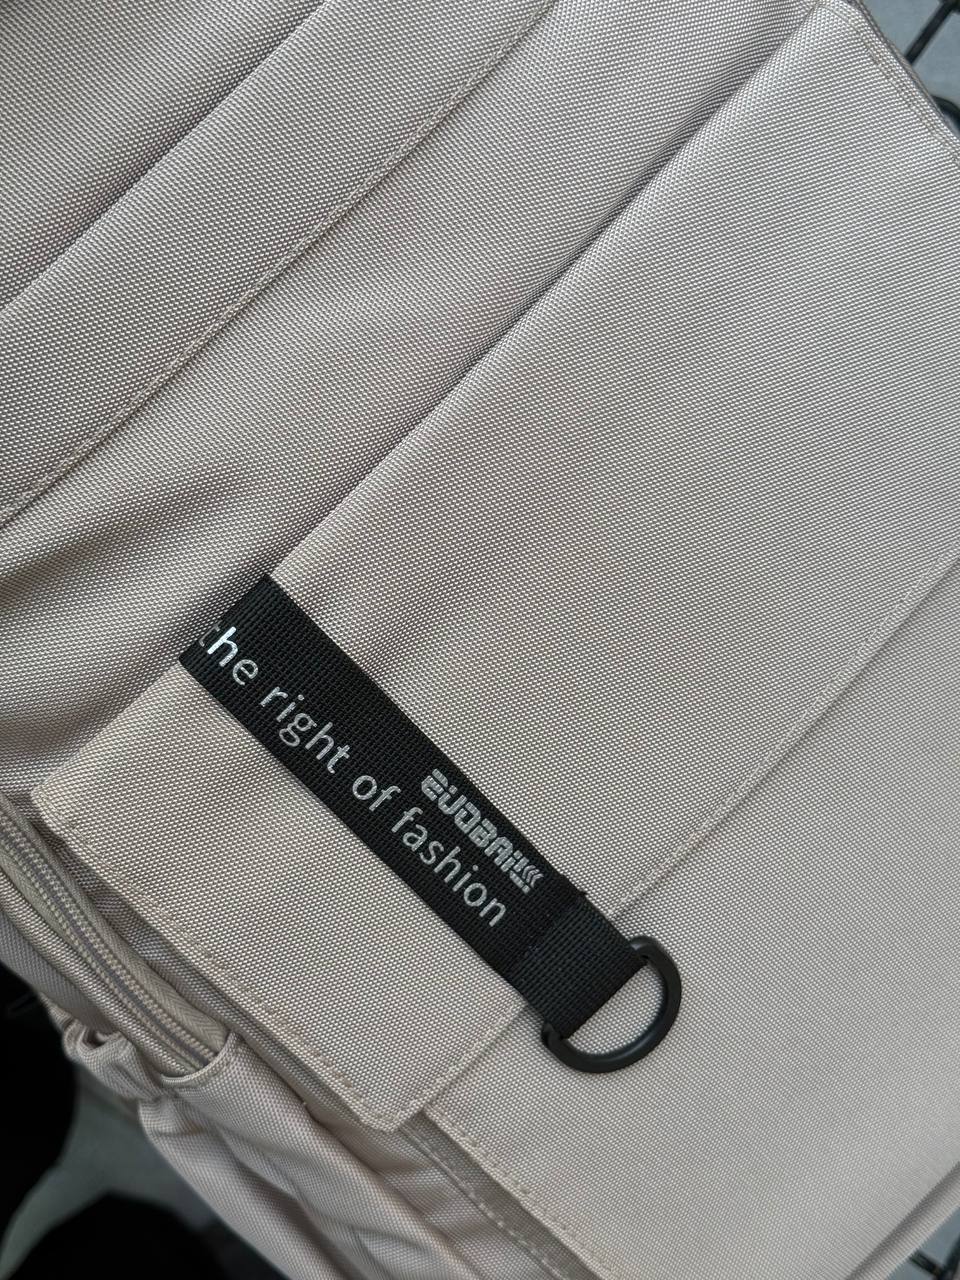 the right of fashion